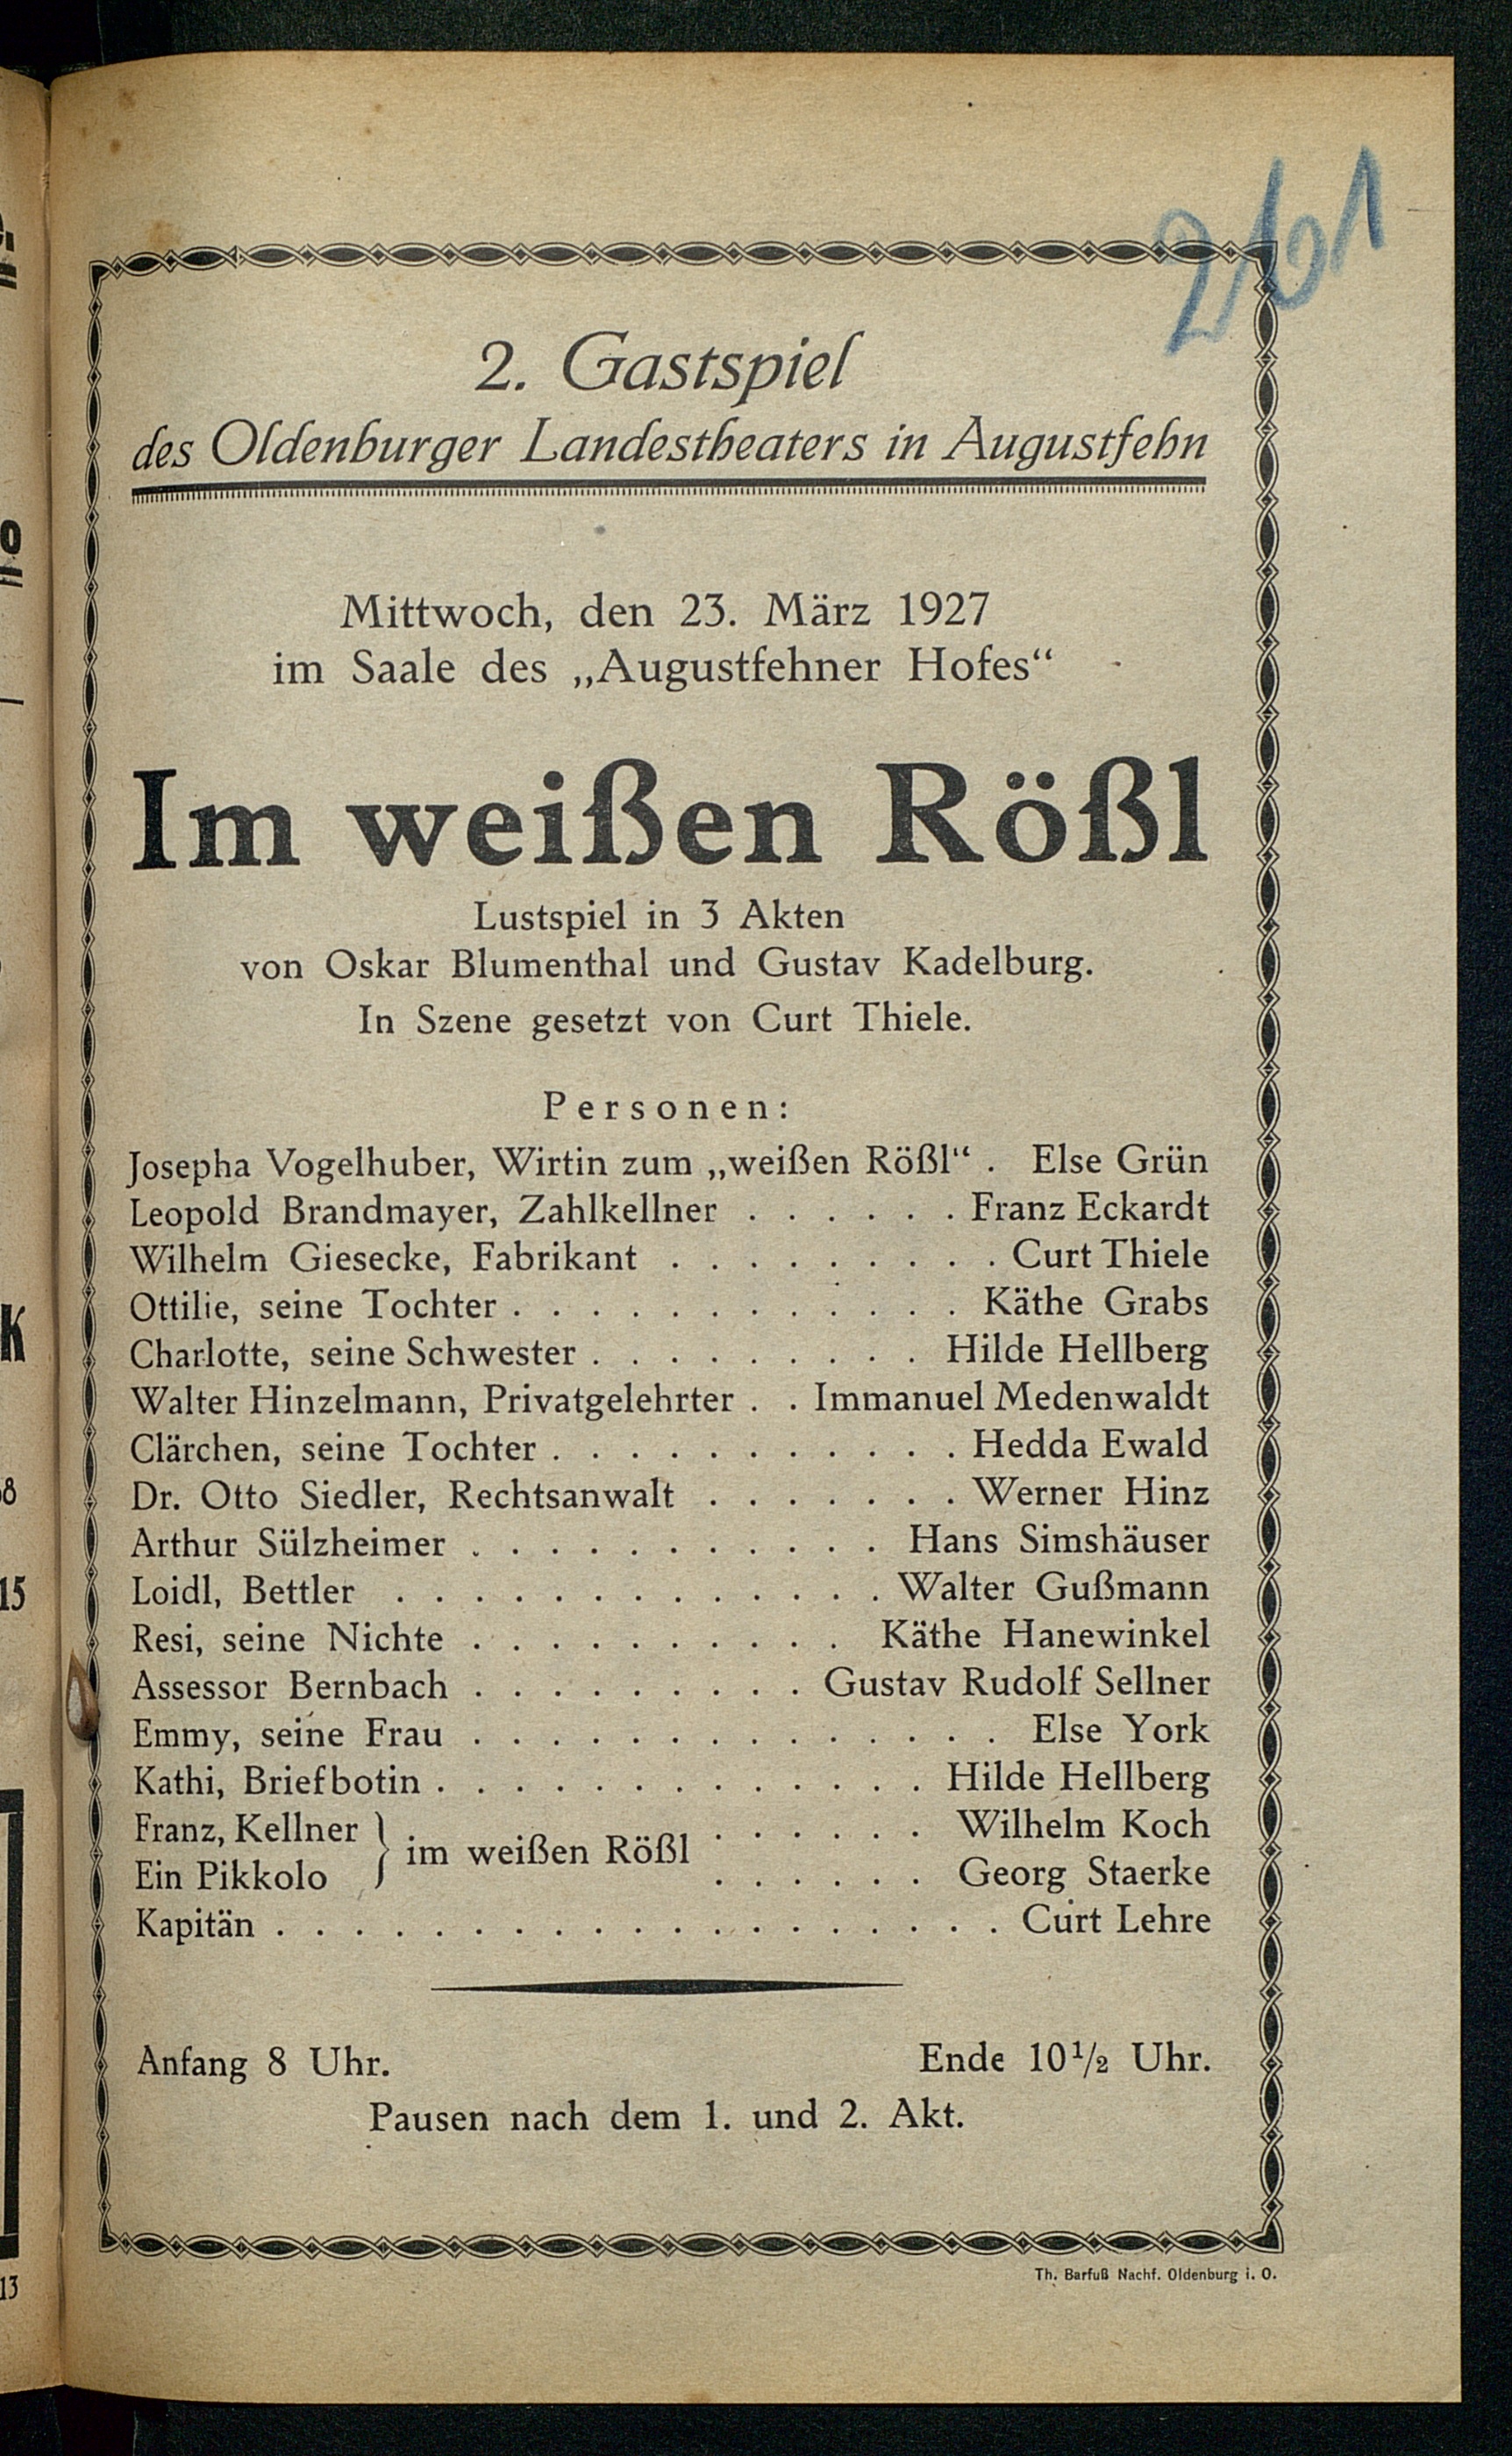 261
2. Gastspiel
des Oldenburger Landestheaters in Augustfehn
Mittwoch, den 23. März 1927
im Saale des „Augustfehner Hofes“
Im weißen Rößl
Lustspiel in 3 Akten
von Oskar Blumenthal und Gustav Kadelburg.
In Szene gesetzt von Curt Thiele.
Personen:
Josepha Vogelhuber, Wirtin zum „weißen Rößl“ . Else Grün
Leopold Brandmayer, Zahlkellner . . . . . . Franz Eckardt
Wilhelm Giesecke, Fabrikant . . . . . . . . . Curt Thiele
Ottilie, seine Tochter . . . . . . . . . . . . Käthe Grabs
Charlotte, seine Schwester . . . . . . . . . Hilde Hellberg
Walter Hinzelmann, Privatgelehrter . . Immanuel Medenwaldt
Clärchen, seine Tochter . . . . . . . . . . . Hedda Ewald
Dr. Otto Siedler, Rechtsanwalt . . . . . . . Werner Hinz
Arthur Sülzheimer . . . . . . . . . . . Hans Simshäuser
Loidl, Bettler . . . . . . . . . . . . . Walter Gußmann
Resi, seine Nichte . . . . . . . . . . Käthe Hanewinkel
Assessor Bernbach . . . . . . . . . Gustav Rudolf Sellner
Emmy, seine Frau . . . . . . . . . . . . . . Else York
Kathi, Briefbotin . . . . . . . . . . . . . Hilde Hellberg
Franz, Kellner } im weißen Rößl . . . . . . Wilhelm Koch
Ein Pikkolo . . . . . . Georg Staerke
Kapitän . . . . . . . . . . . . . . . . . . . Curt Lehre
Anfang 8 Uhr. Ende 10½ Uhr.
Pausen nach dem 1. und 2. Akt.
Th. Barfuß Nachf. Oldenburg i. O.